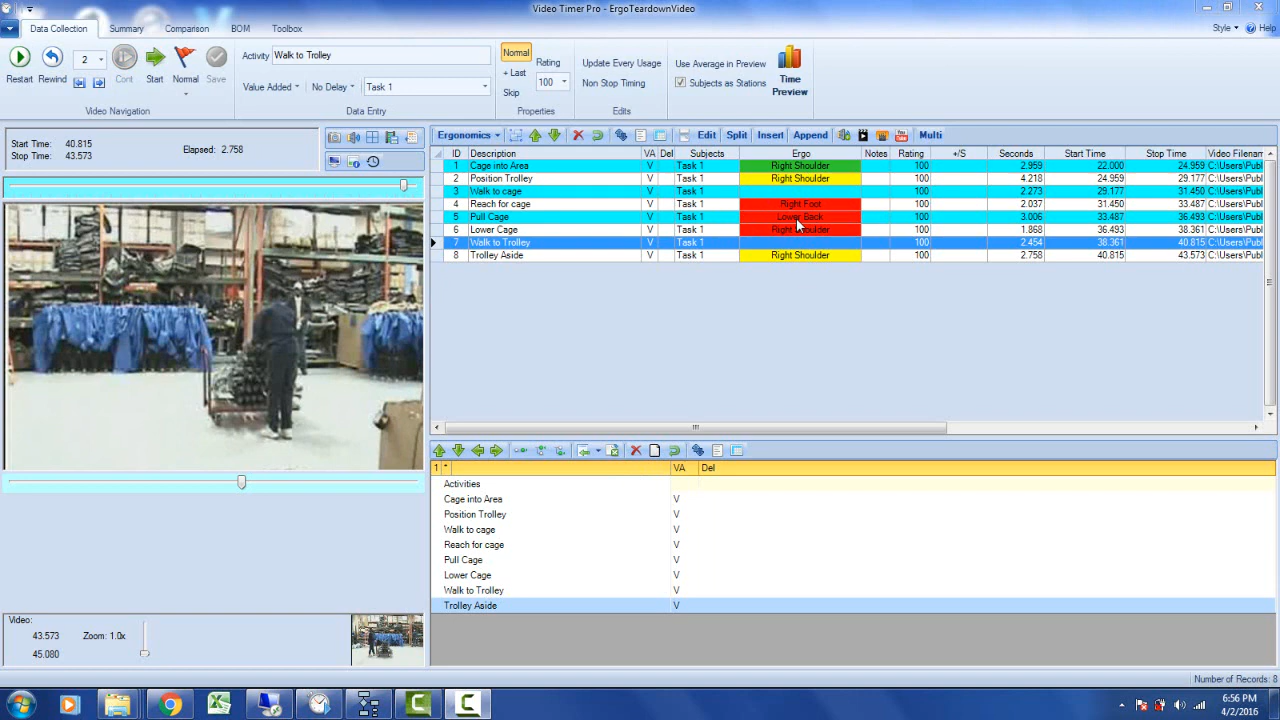 Video Timer Pro - ErgoTeardownVideo
Data Collection Summary Comparison BOM Toolbox Style Help
Restart Rewind 2 Cont Start Normal Save
Video Navigation
Activity Walk to Trolley
Value Added No Delay Task 1
Data Entry
Normal
+ Last
Skip
Rating
100
Properties
Update Every Usage
Non Stop Timing
Edits
Use Average in Preview
Subjects as Stations
Time
Preview
Start Time: 40.815
Stop Time: 43.573
Elapsed: 2.758
Ergonomics Edit Split Insert Append You Tube Multi
ID Description VA Del Subjects Ergo Notes Rating +/S Seconds Start Time Stop Time Video Filenam
1 Cage into Area V Task 1 Right Shoulder 100 2.959 22.000 24.959 C:\Users\Publ
2 Position Trolley V Task 1 Right Shoulder 100 4.218 24.959 29.177 C:\Users\Publ
3 Walk to cage V Task 1 100 2.273 29.177 31.450 C:\Users\Publ
4 Reach for cage V Task 1 Right Foot 100 2.037 31.450 33.487 C:\Users\Publ
5 Pull Cage V Task 1 Lower Back 100 3.006 33.487 36.493 C:\Users\Publ
6 Lower Cage V Task 1 Right Shoulder 100 1.868 36.493 38.361 C:\Users\Publ
7 Walk to Trolley V Task 1 100 2.454 38.361 40.815 C:\Users\Publ
8 Trolley Aside V Task 1 Right Shoulder 100 2.758 40.815 43.573 C:\Users\Publ
1 * VA Del
Activities
Cage into Area V
Position Trolley V
Walk to cage V
Reach for cage V
Pull Cage V
Lower Cage V
Walk to Trolley V
Trolley Aside V
Video:
43.573 Zoom: 1.0x
45.080
Number of Records: 8
6:56 PM
4/2/2016